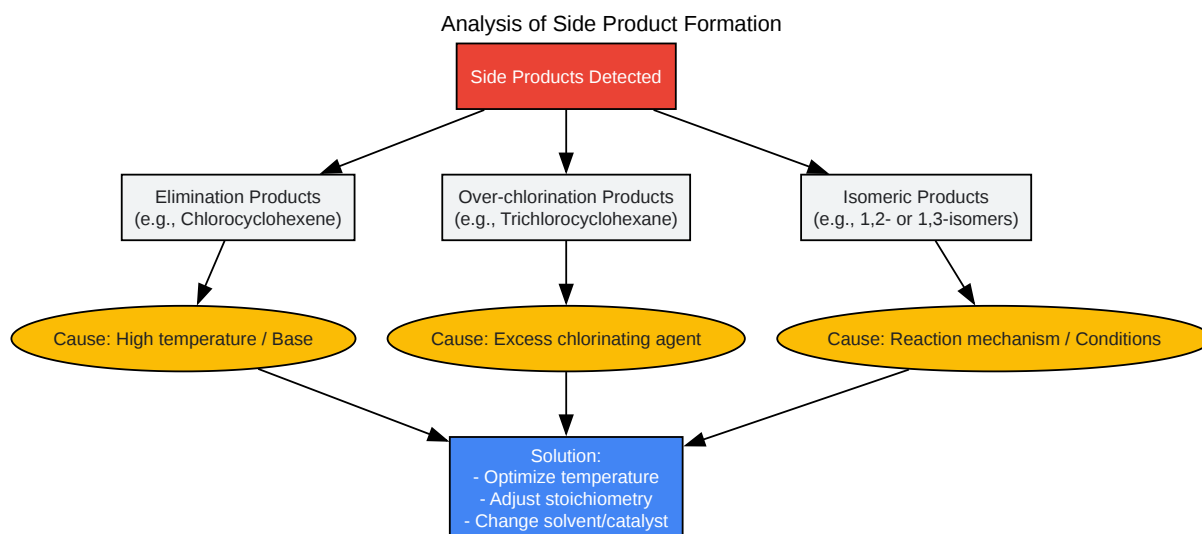 Analysis of Side Product Formation
Side Products Detected
Elimination Products
(e.g., Chlorocyclohexene)
Over-chlorination Products
(e.g., Trichlorocyclohexane)
Isomeric Products
(e.g., 1,2- or 1,3-isomers)
Cause: High temperature / Base
Cause: Excess chlorinating agent
Cause: Reaction mechanism / Conditions
Solution:
- Optimize temperature
- Adjust stoichiometry
- Change solvent/catalyst